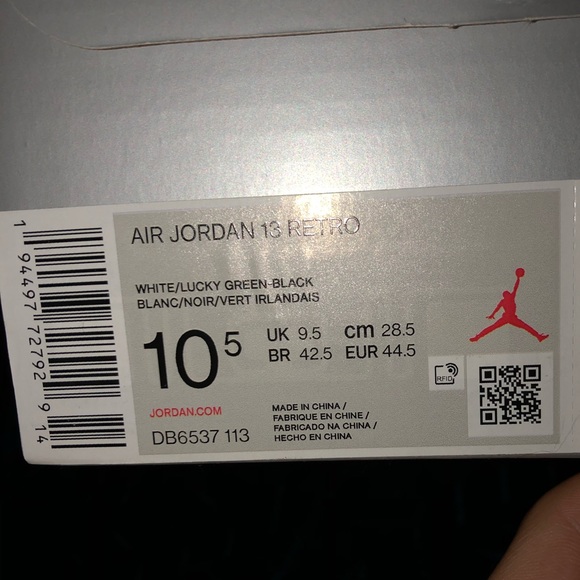 AIR JORDAN 13 RETRO
WHITE/LUCKY GREEN-BLACK
BLANC/NOIR/VERT IRLANDAIS
10⁵
UK 9.5 cm 28.5
BR 42.5 EUR 44.5
RFID
JORDAN.COM
DB6537 113
MADE IN CHINA /
FABRIQUE EN CHINE /
FABRICADO NA CHINA /
HECHO EN CHINA
1 94497 72792 9 14